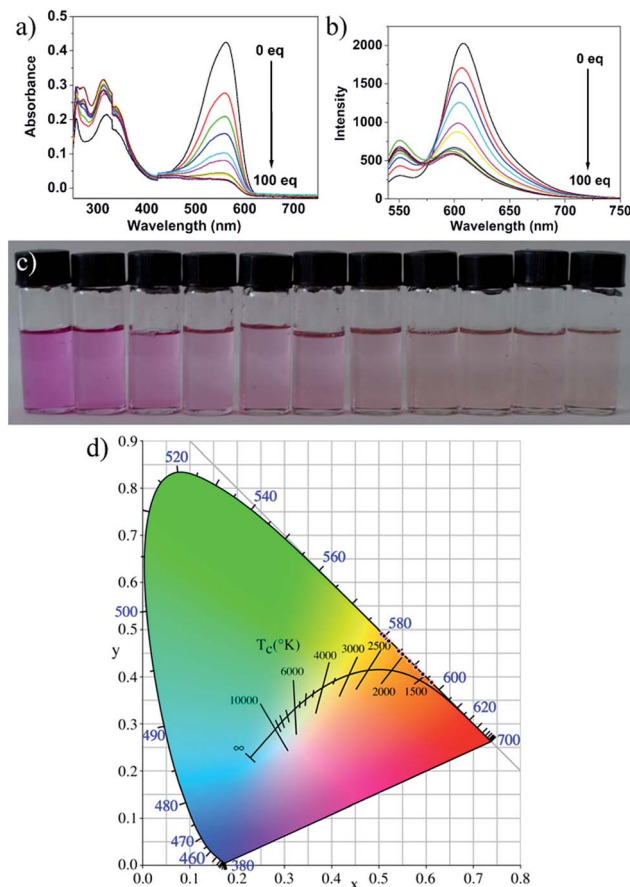 a)
Absorbance
0.5
0.4
0.3
0.2
0.1
0.0
0 eq
100 eq
300 400 500 600 700
Wavelength (nm)
b)
Intensity
2000
1500
1000
500
0
0 eq
100 eq
550 600 650 700 750
Wavelength (nm)
c)
d)
y
0.9
0.8
0.7
0.6
0.5
0.4
0.3
0.2
0.1
0.0
520
540
560
500
580
Tc(°K)
2500
3000
4000
6000
10000
2000
1500
600
620
700
490
∞
480
470
460
380
0.0 0.1 0.2 0.3 0.4 0.5 0.6 0.7 0.8
x